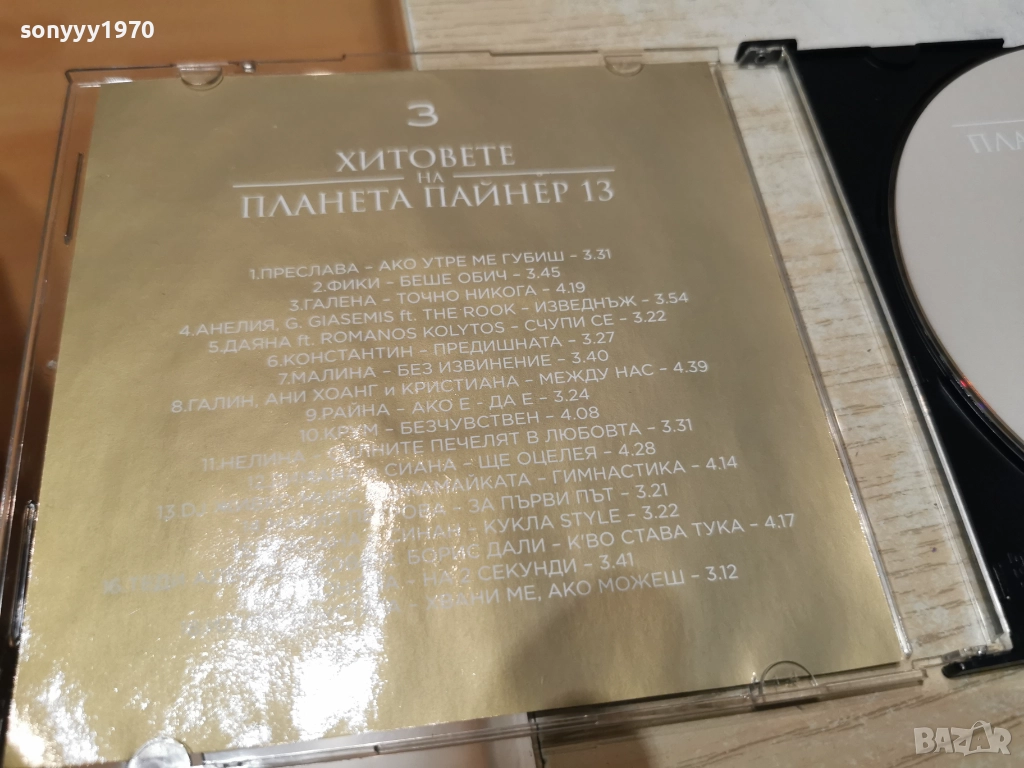 sonyyy1970
3
ХИТОВЕТЕ
НА
ПЛАНЕТА ПАЙНЕР 13
1.ПРЕСЛАВА - АКО УТРЕ МЕ ГУБИШ - 3.31
2.ФИКИ - БЕШЕ ОБИЧ - 3.45
3.ГАЛЕНА - ТОЧНО НИКОГА - 4.19
4.АНЕЛИЯ, G. GIASEMIS ft. THE ROOK - ИЗВЕДНЪЖ - 3.54
5.ДАЯНА ft. ROMANOS KOLYTOS - СЧУПИ СЕ - 3.22
6.КОНСТАНТИН - ПРЕДИШНАТА - 3.27
7.МАЛИНА - БЕЗ ИЗВИНЕНИЕ - 3.40
8.ГАЛИН, АНИ ХОАНГ И КРИСТИАНА - МЕЖДУ НАС - 4.39
9.РАЙНА - АКО Е - ДА Е - 3.24
10.КРУМ - БЕЗЧУВСТВЕН - 4.08
11.НЕЛИНА - ПЕЧЕЛЯТ В ЛЮБОВТА - 3.31
СИАНА - ЩЕ ОЦЕЛЕЯ - 4.28
13.DJ - ГИМНАСТИКА - 4.14
- ЗА ПЪРВИ ПЪТ - 3.21
- КУКЛА STYLE - 3.22
БОРИС ДАЛИ - К'ВО СТАВА ТУКА - 4.17
- НА 2 СЕКУНДИ - 3.41
- ХРАНИ МЕ, АКО МОЖЕШ - 3.12
BAZAR